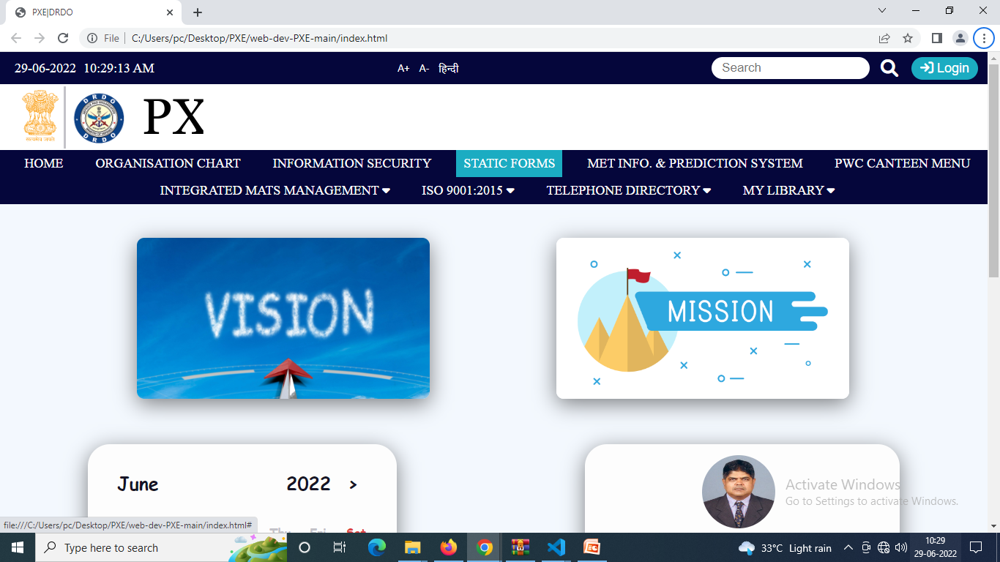 PXE|DRDO
File
C:/Users/pc/Desktop/PXE/web-dev-PXE-main/index.html
29-06-2022 10:29:13 AM
A+ A- हिन्दी
Search
Login
सत्यमेव जयते
DRDO
DRDO
PX
HOME ORGANISATION CHART INFORMATION SECURITY STATIC FORMS MET INFO. & PREDICTION SYSTEM PWC CANTEEN MENU
INTEGRATED MATS MANAGEMENT ISO 9001:2015 TELEPHONE DIRECTORY MY LIBRARY
VISION
MISSION
June 2022 >
Thu Fri Sat
Activate Windows
Go to Settings to activate Windows.
file:///C:/Users/pc/Desktop/PXE/web-dev-PXE-main/index.html#
Type here to search
33°C Light rain
10:29
29-06-2022